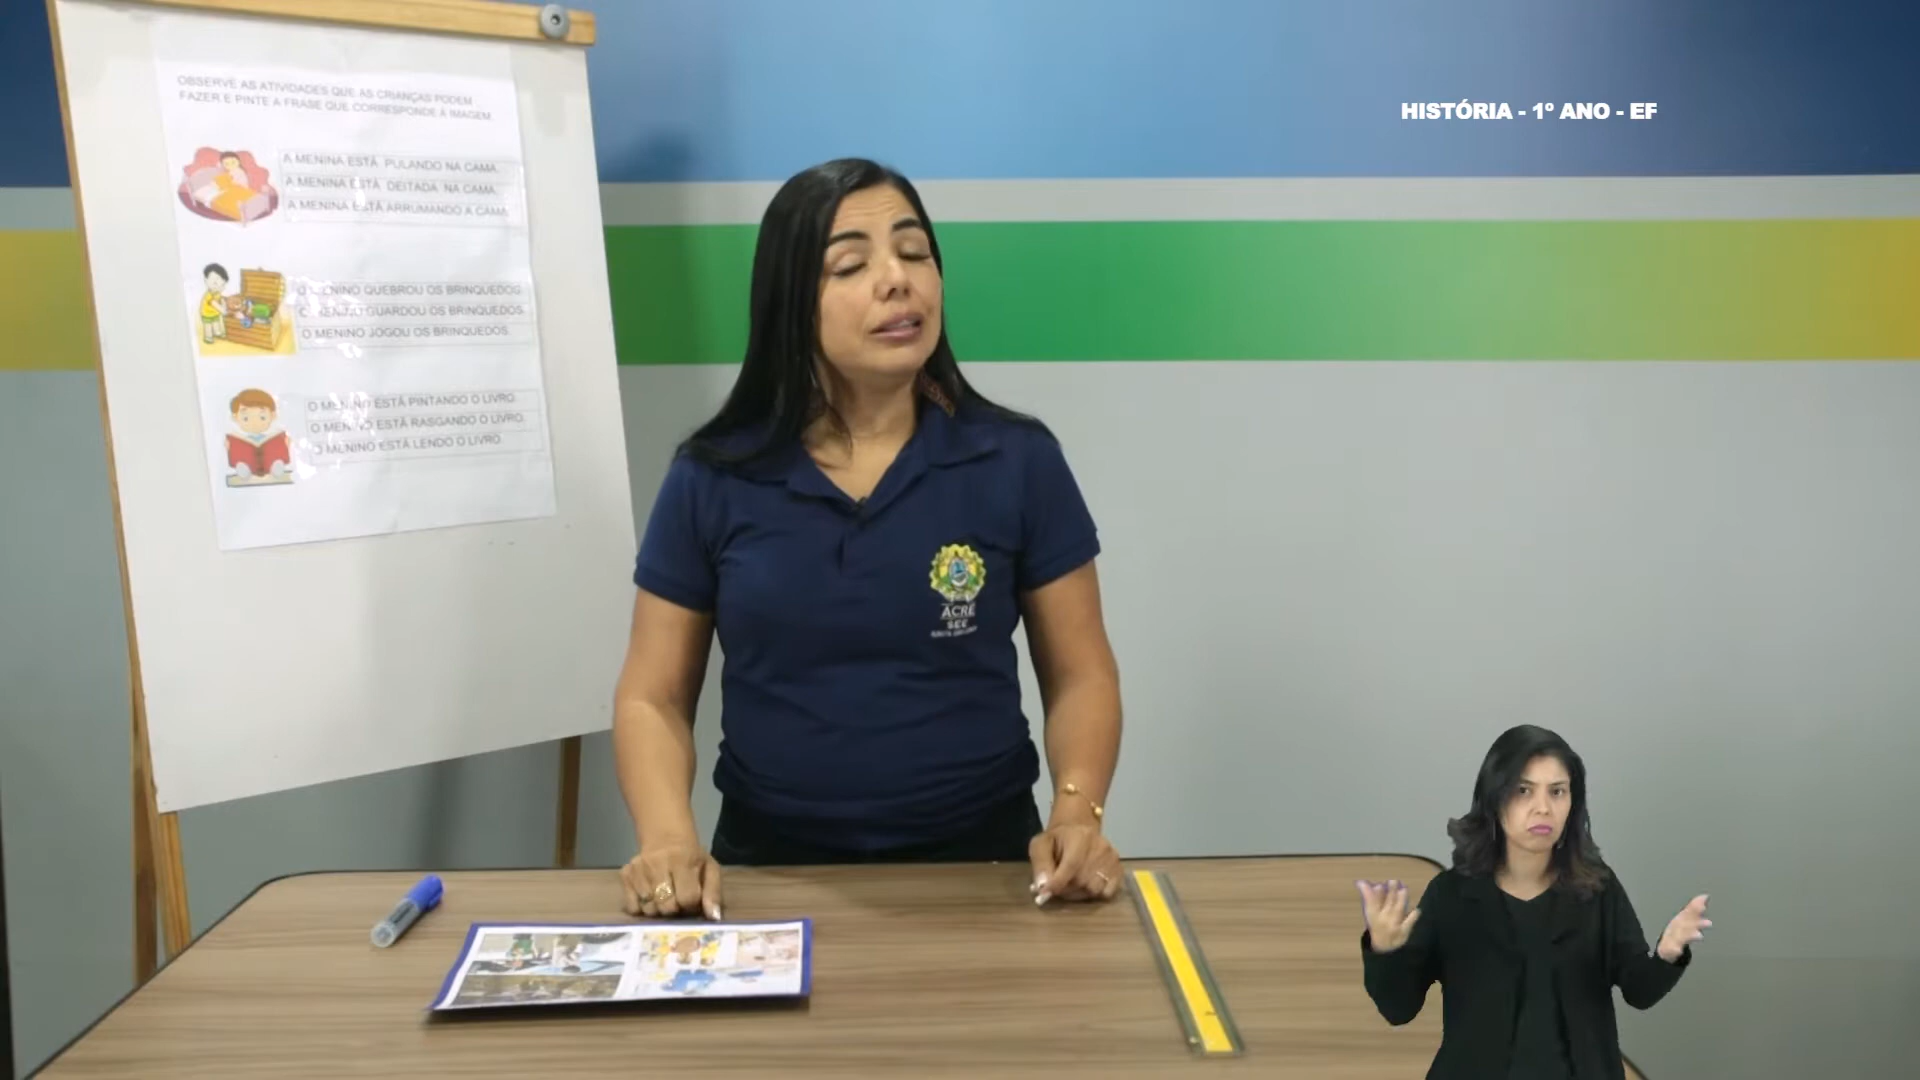 OBSERVE AS ATIVIDADES QUE AS CRIANÇAS PODEM
FAZER E PINTE A FRASE QUE CORRESPONDE A IMAGEM
A MENINA ESTÁ PULANDO NA CAMA.
A MENINA ESTÁ DEITADA NA CAMA.
A MENINA ESTÁ ARRUMANDO A CAMA.
O MENINO QUEBROU OS BRINQUEDOS.
O MENINO GUARDOU OS BRINQUEDOS.
O MENINO JOGOU OS BRINQUEDOS.
O MENINO ESTÁ PINTANDO O LIVRO.
O MENINO ESTÁ RASGANDO O LIVRO.
O MENINO ESTÁ LENDO O LIVRO
HISTÓRIA - 1º ANO - EF
ACRE
SEE